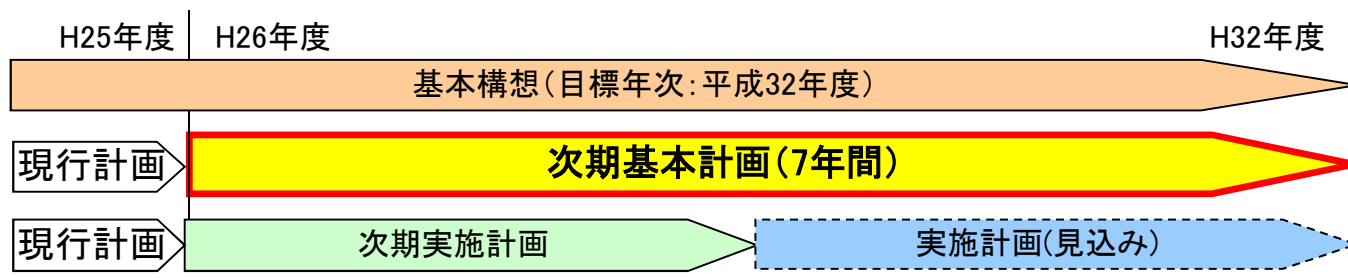 H25年度 H26年度 H32年度
基本構想（目標年次：平成32年度）
現行計画 次期基本計画（7年間）
現行計画 次期実施計画 実施計画(見込み)